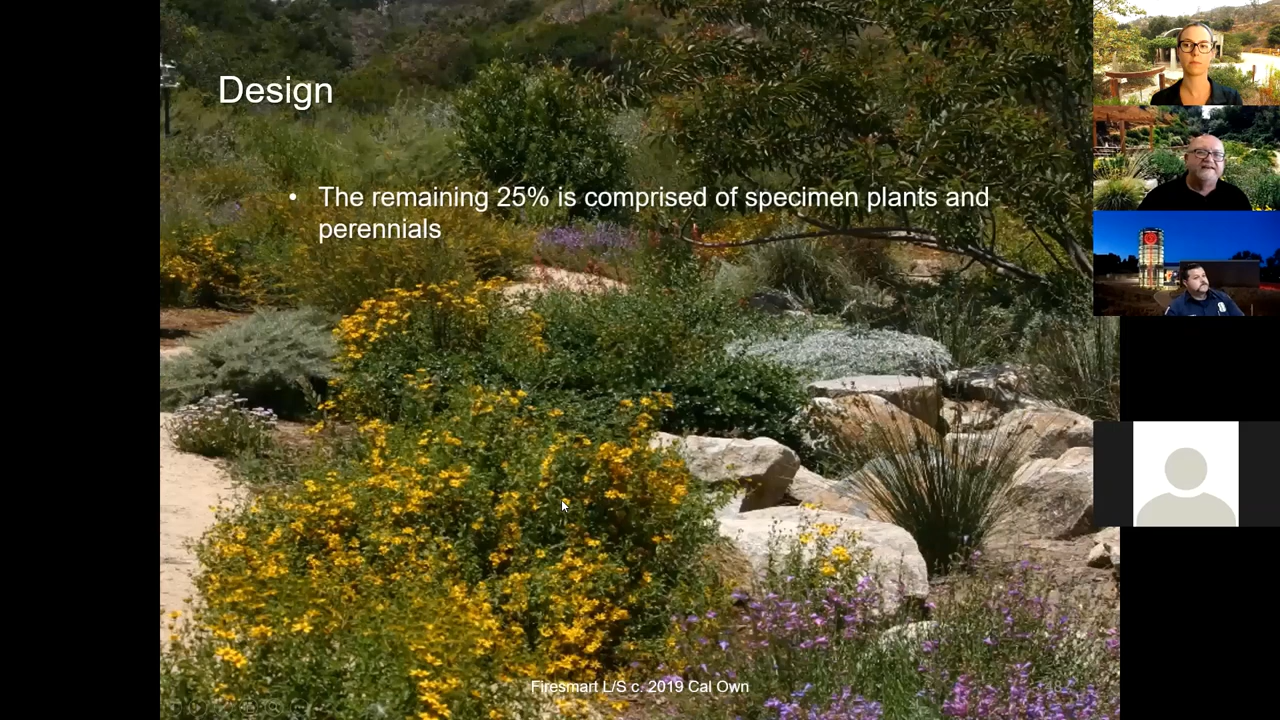 Design
• The remaining 25% is comprised of specimen plants and
perennials
Firesmart L/S c. 2019 Cal Own